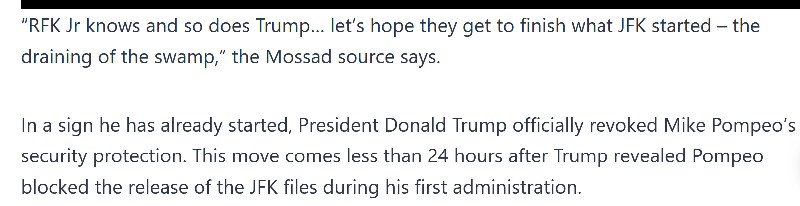 “RFK Jr knows and so does Trump… let’s hope they get to finish what JFK started – the
draining of the swamp,” the Mossad source says.
In a sign he has already started, President Donald Trump officially revoked Mike Pompeo’s
security protection. This move comes less than 24 hours after Trump revealed Pompeo
blocked the release of the JFK files during his first administration.